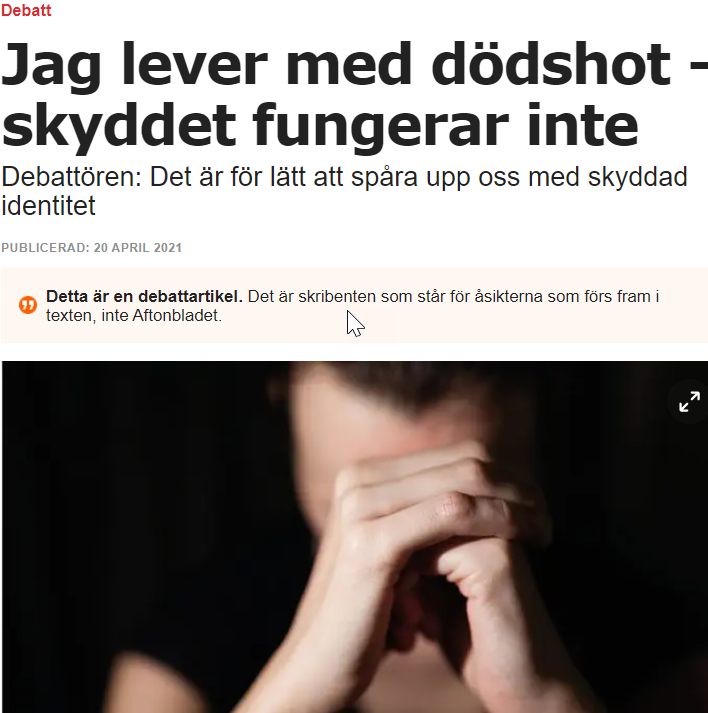 Debatt
Jag lever med dödshot -
skyddet fungerar inte
Debattören: Det är för lätt att spåra upp oss med skyddad
identitet
PUBLICERAD: 20 APRIL 2021
Detta är en debattartikel. Det är skribenten som står för åsikterna som förs fram i
texten, inte Aftonbladet.